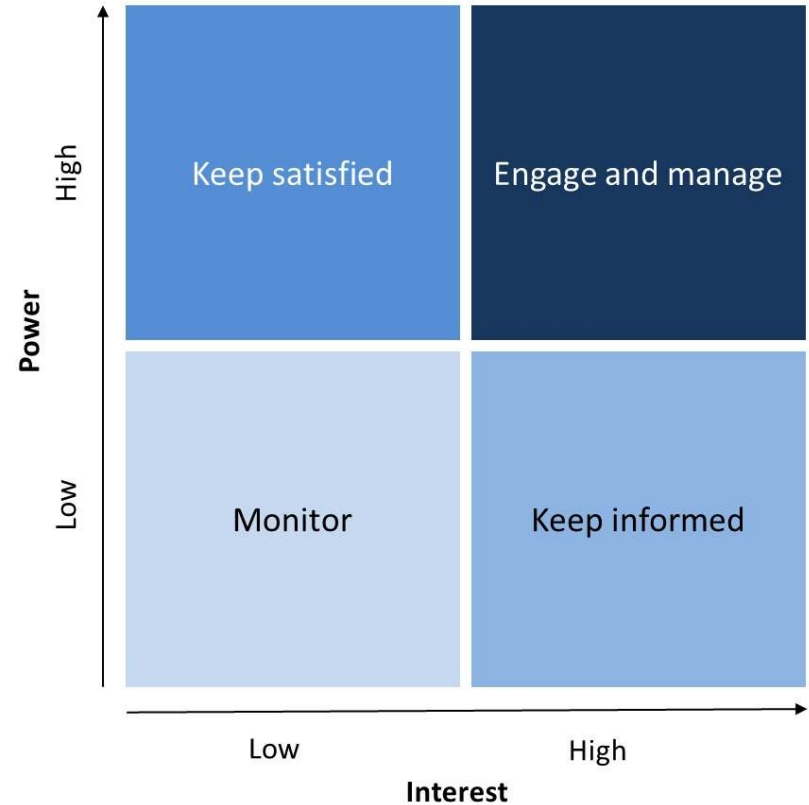 High
Keep satisfied
Engage and manage
Power
Low
Monitor
Keep informed
Low
High
Interest